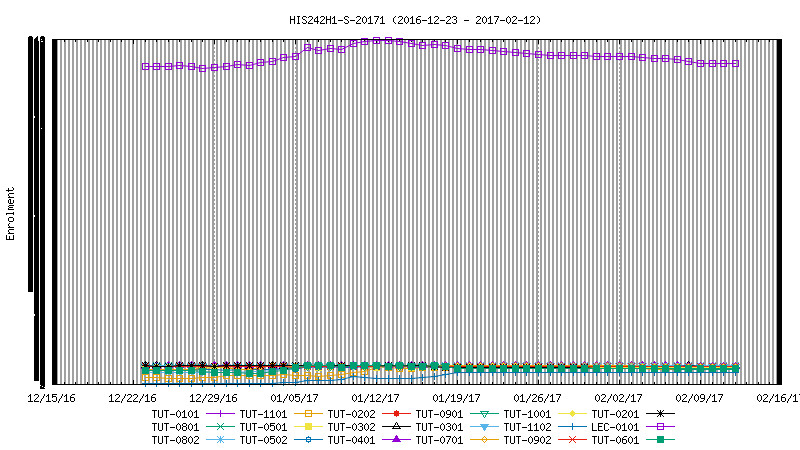 HIS242H1-S-20171 (2016-12-23 - 2017-02-12)
Enrolment
12/15/16 12/22/16 12/29/16 01/05/17 01/12/17 01/19/17 01/26/17 02/02/17 02/09/17 02/16/17
TUT-0101 TUT-1101 TUT-0202 TUT-0901 TUT-1001 TUT-0201
TUT-0801 TUT-0501 TUT-0302 TUT-0301 TUT-1102 LEC-0101
TUT-0802 TUT-0502 TUT-0401 TUT-0701 TUT-0902 TUT-0601